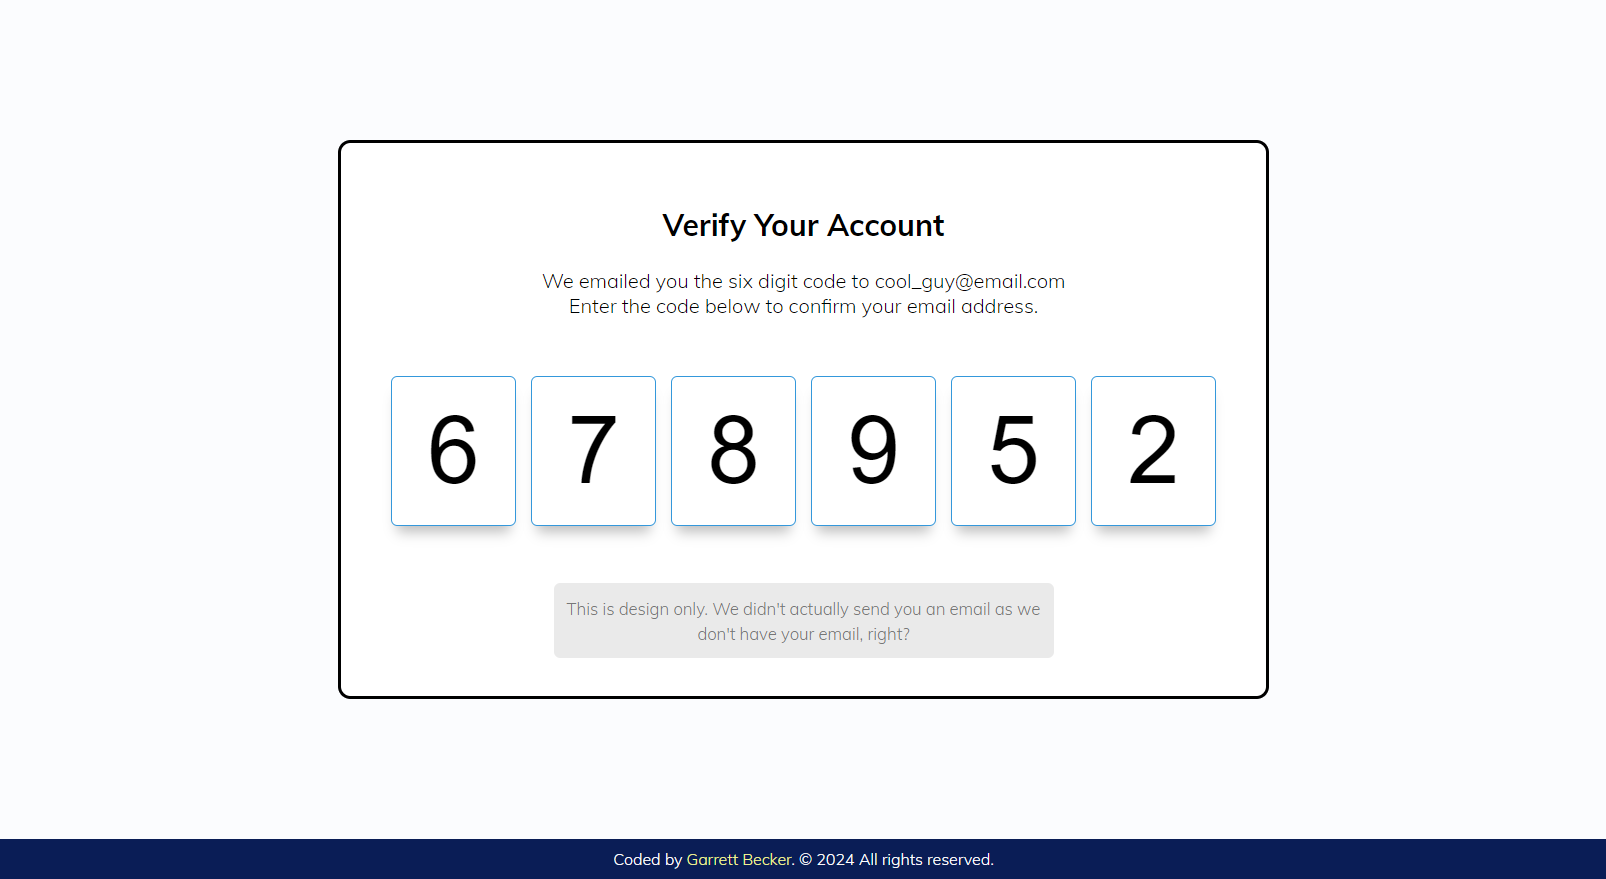 Verify Your Account
We emailed you the six digit code to cool_guy@email.com
Enter the code below to confirm your email address.
6 7 8 9 5 2
This is design only. We didn't actually send you an email as we
don't have your email, right?
Coded by Garrett Becker. © 2024 All rights reserved.